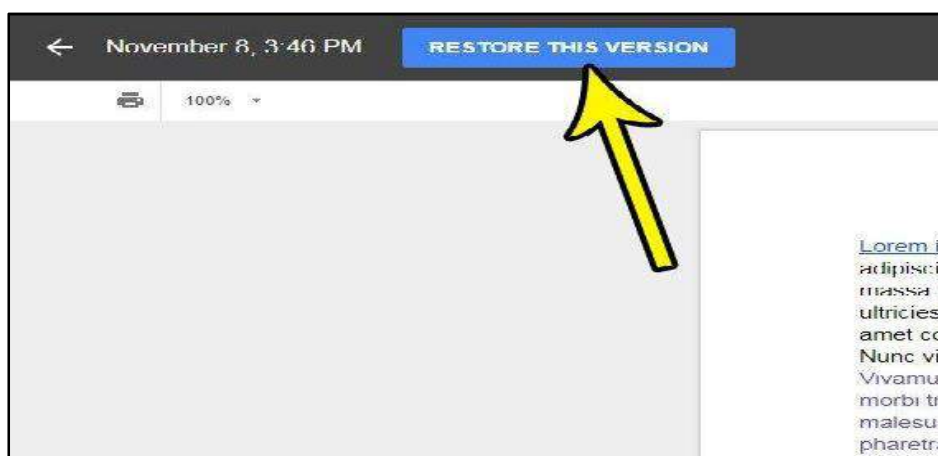 November 8, 3:46 PM RESTORE THIS VERSION
100%
Lorem i
adipisci
massa
ultricies
amet co
Nunc vi
Vivamu
morbi tr
malesu
pharetra